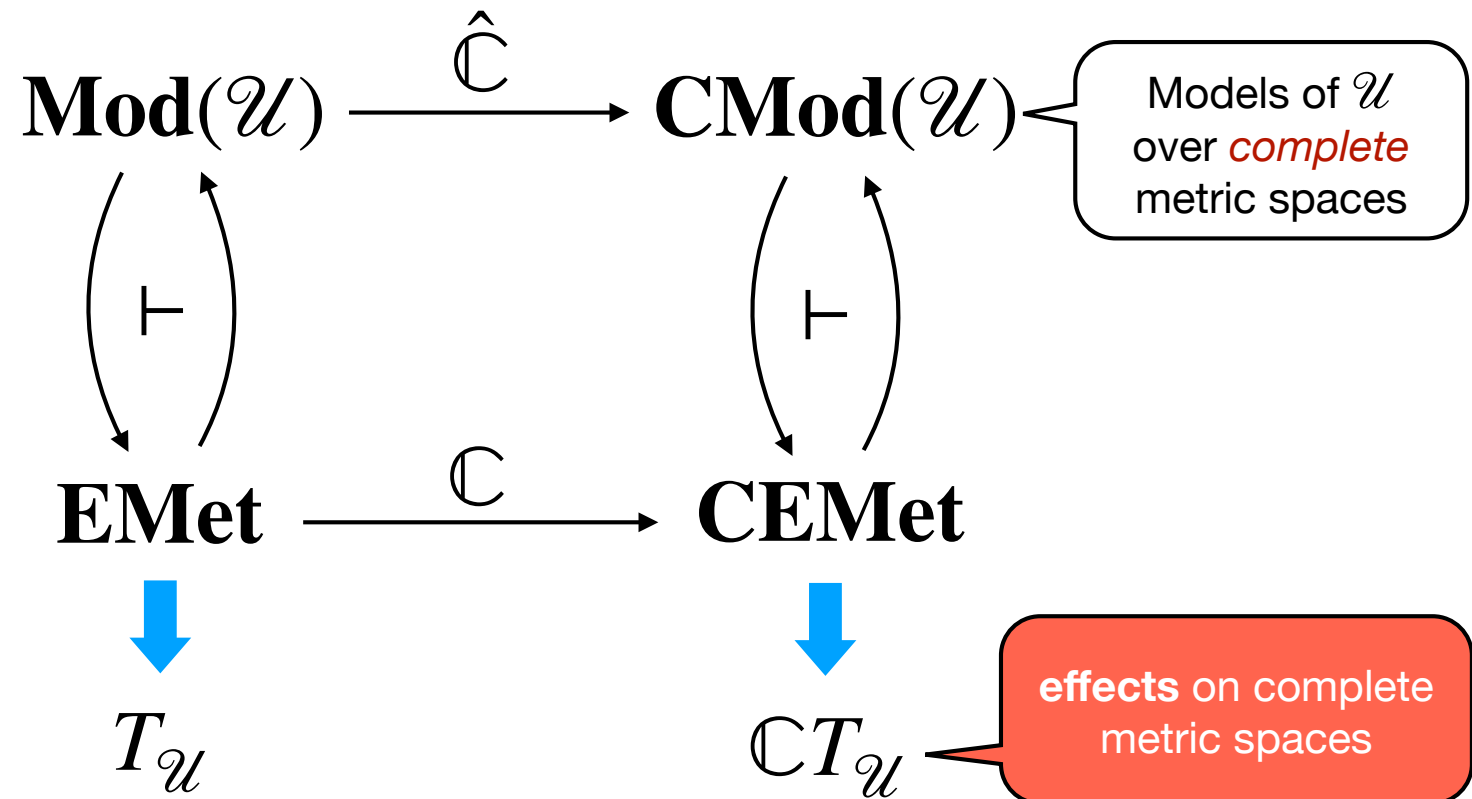 ℂ̂
𝐌𝐨𝐝(𝒰) 𝐂𝐌𝐨𝐝(𝒰)
Models of 𝒰
over complete
metric spaces
⊢ ⊢
ℂ
𝐄𝐌𝐞𝐭 𝐂𝐄𝐌𝐞𝐭
T𝒰 ℂT𝒰
effects on complete
metric spaces